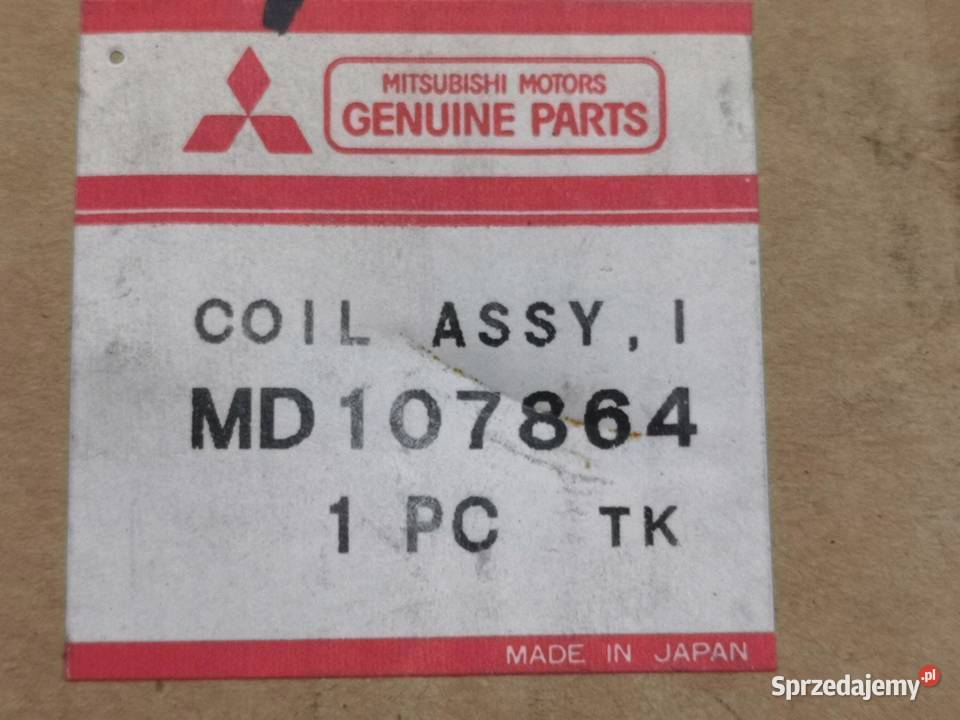 MITSUBISHI MOTORS
GENUINE PARTS
COIL ASSY, I
MD107864
1 PC TK
MADE IN JAPAN
Sprzedajemy.pl